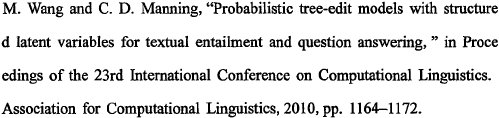 M. Wang and C. D. Manning, “Probabilistic tree-edit models with structure
d latent variables for textual entailment and question answering, ” in Proce
edings of the 23rd International Conference on Computational Linguistics.
Association for Computational Linguistics, 2010, pp. 1164–1172.